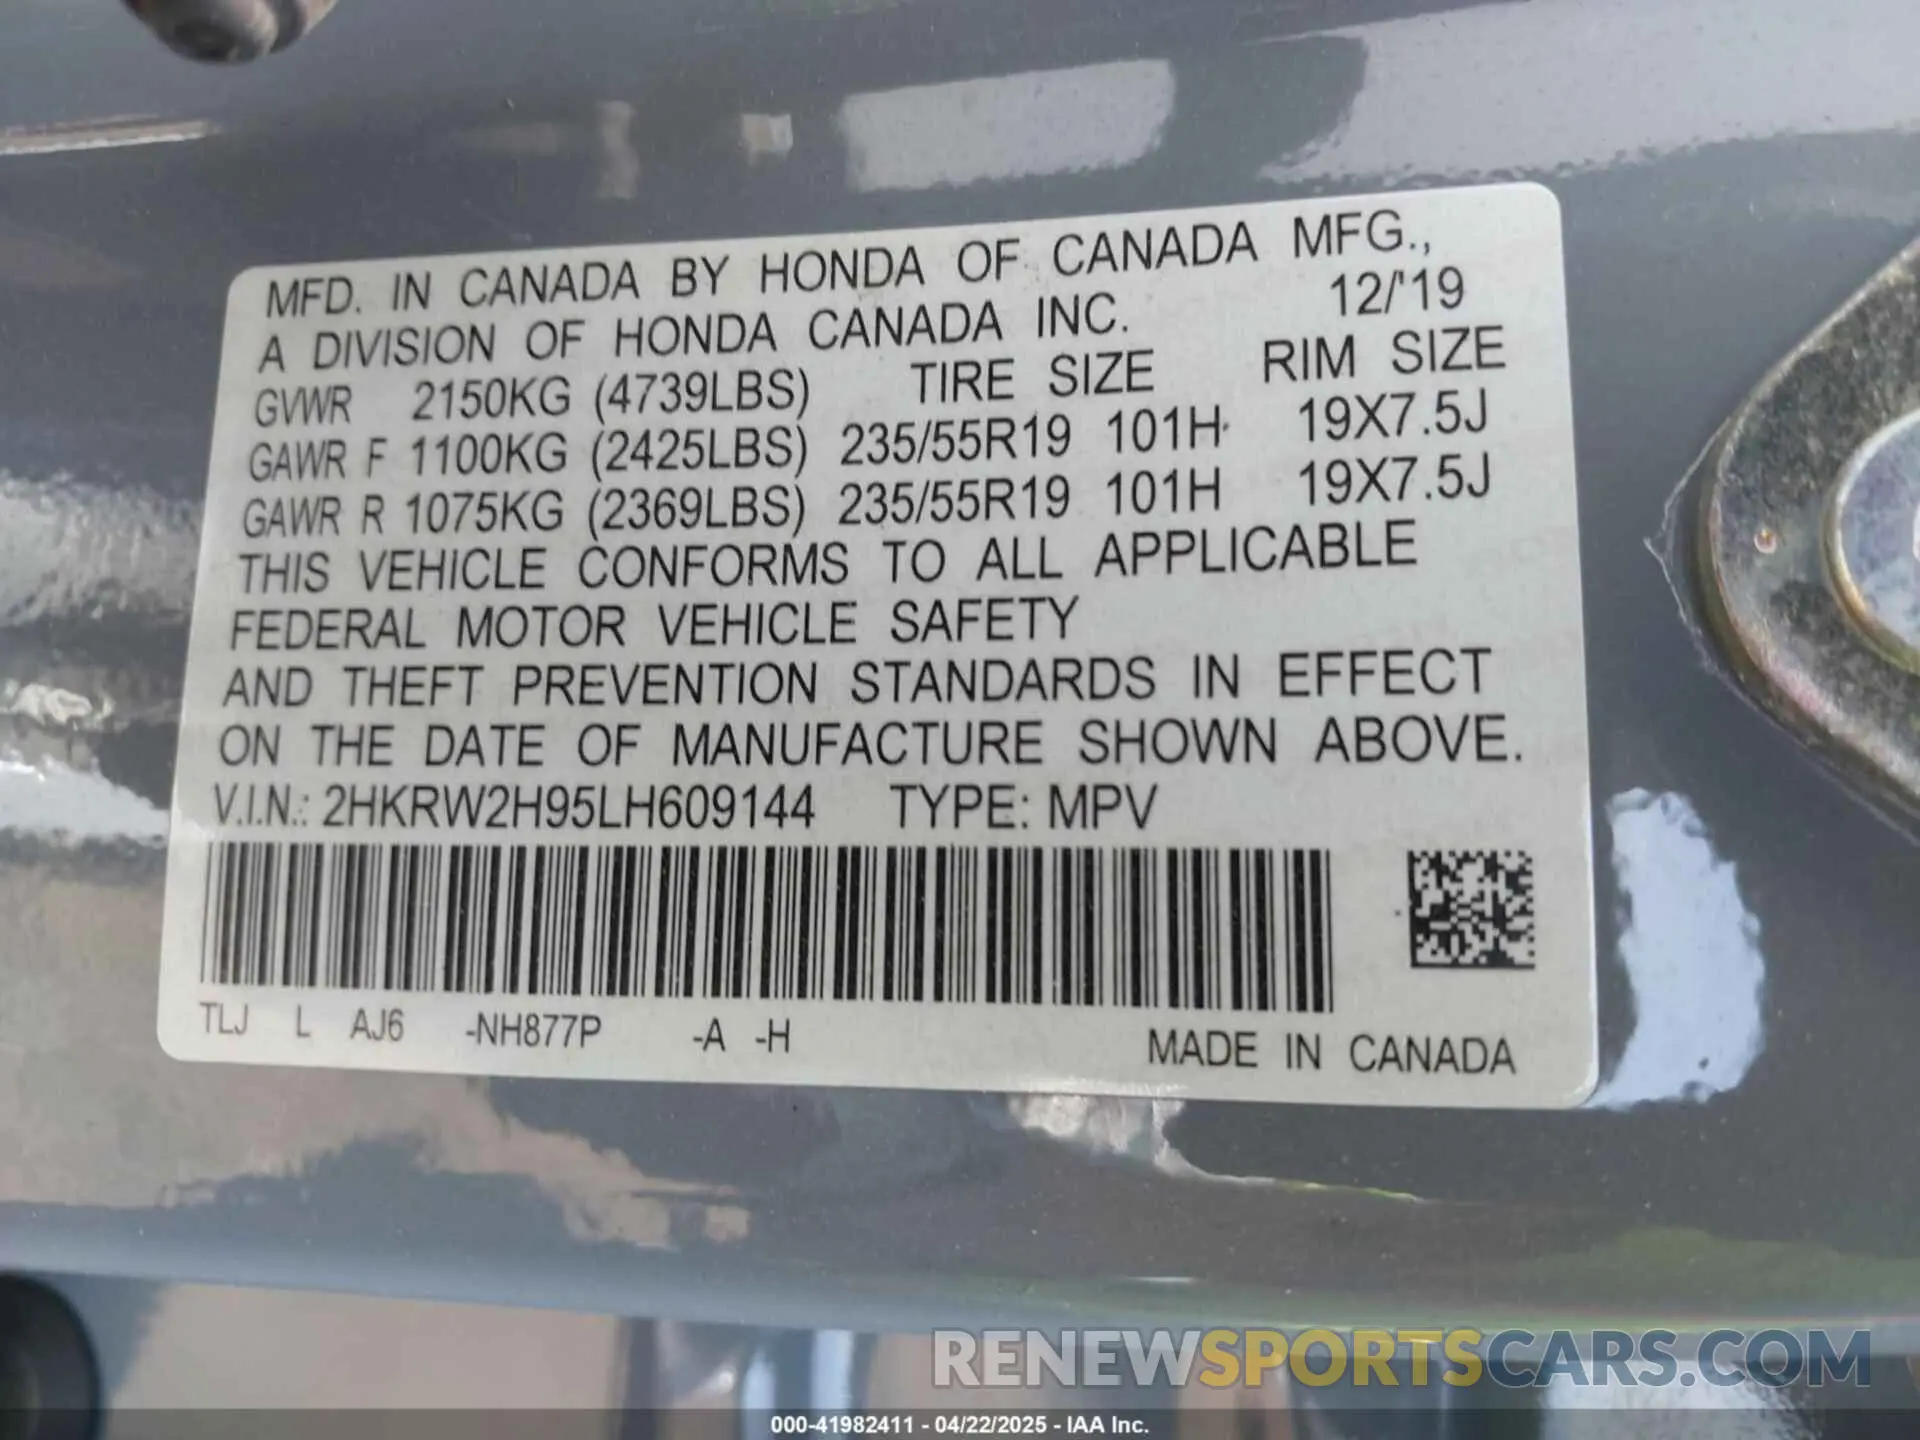 MFD. IN CANADA BY HONDA OF CANADA MFG.,
A DIVISION OF HONDA CANADA INC. 12/'19
GVWR 2150KG (4739LBS) TIRE SIZE RIM SIZE
GAWR F 1100KG (2425LBS) 235/55R19 101H 19X7.5J
GAWR R 1075KG (2369LBS) 235/55R19 101H 19X7.5J
THIS VEHICLE CONFORMS TO ALL APPLICABLE
FEDERAL MOTOR VEHICLE SAFETY
AND THEFT PREVENTION STANDARDS IN EFFECT
ON THE DATE OF MANUFACTURE SHOWN ABOVE.
V.I.N.: 2HKRW2H95LH609144 TYPE: MPV
TLJ L AJ6 -NH877P -A -H MADE IN CANADA
RENEWSPORTSCARS.COM
000-41982411 - 04/22/2025 - IAA Inc.